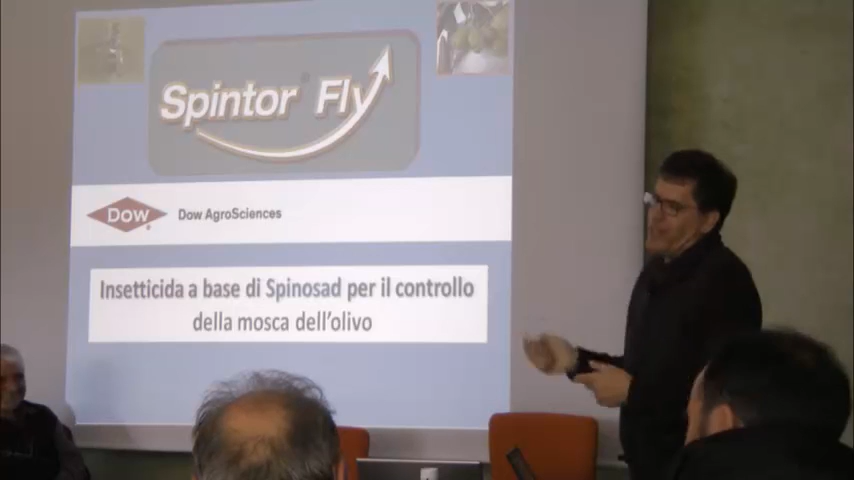 Spintor® Fly
DOW® Dow AgroSciences
Insetticida a base di Spinosad per il controllo
della mosca dell'olivo